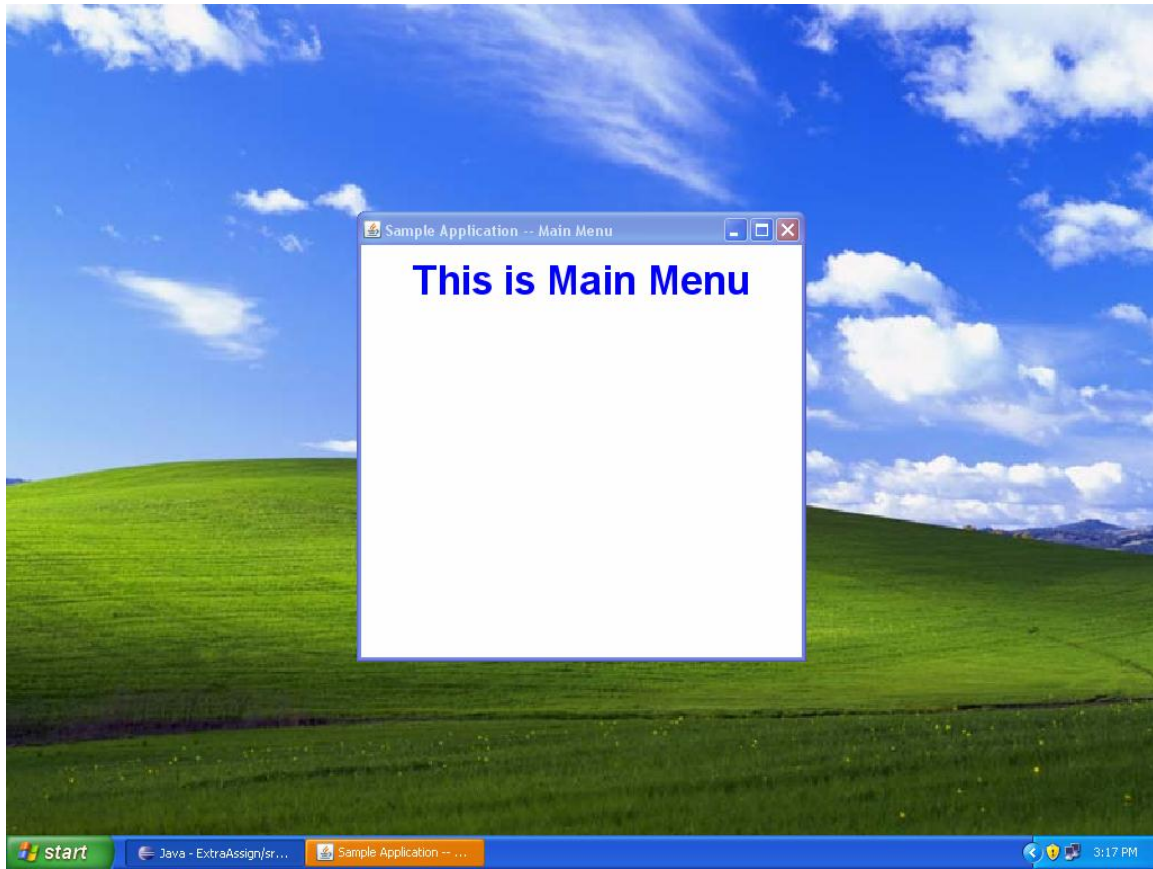 Sample Application -- Main Menu
This is Main Menu
start
Java - ExtraAssign/sr...
Sample Application -- ...
3:17 PM